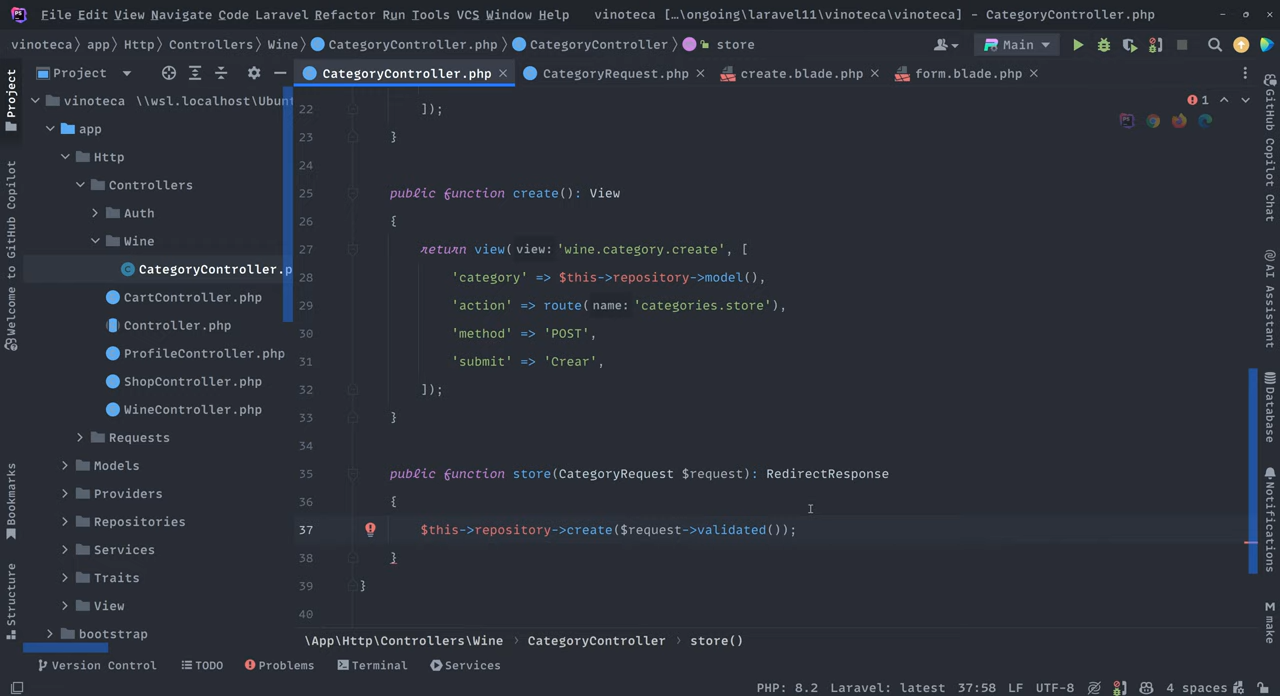 File Edit View Navigate Code Laravel Refactor Run Tools VCS Window Help vinoteca [...\ongoing\laravel11\vinoteca\vinoteca] - CategoryController.php
vinoteca app Http Controllers Wine CategoryController.php CategoryController store Main
Project
CategoryController.php CategoryRequest.php create.blade.php form.blade.php
Project
Welcome to GitHub Copilot
Bookmarks
Structure
vinoteca \\wsl.localhost\Ubunt
app
Http
Controllers
Auth
Wine
CategoryController.p
CartController.php
Controller.php
ProfileController.php
ShopController.php
WineController.php
Requests
Models
Providers
Repositories
Services
Traits
View
bootstrap
1
22 ]);
23 }
24
25 public function create(): View
26 {
27 return view( view: 'wine.category.create', [
28 'category' => $this->repository->model(),
29 'action' => route( name: 'categories.store'),
30 'method' => 'POST',
31 'submit' => 'Crear',
32 ]);
33 }
34
35 public function store(CategoryRequest $request): RedirectResponse
36 {
37 $this->repository->create($request->validated());
38 }
39 }
40
GitHub Copilot Chat
AI Assistant
Database
Notifications
M make
\App\Http\Controllers\Wine › CategoryController › store()
Version Control TODO Problems Terminal Services
PHP: 8.2 Laravel: latest 37:58 LF UTF-8 4 spaces